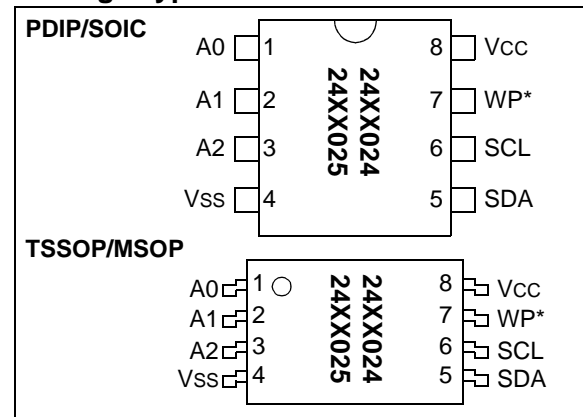 PDIP/SOIC
A0 1 8 VCC
A1 2 7 WP*
A2 3 6 SCL
VSS 4 5 SDA
24XX024
24XX025
TSSOP/MSOP
A0 1 8 VCC
A1 2 7 WP*
A2 3 6 SCL
VSS 4 5 SDA
24XX024
24XX025